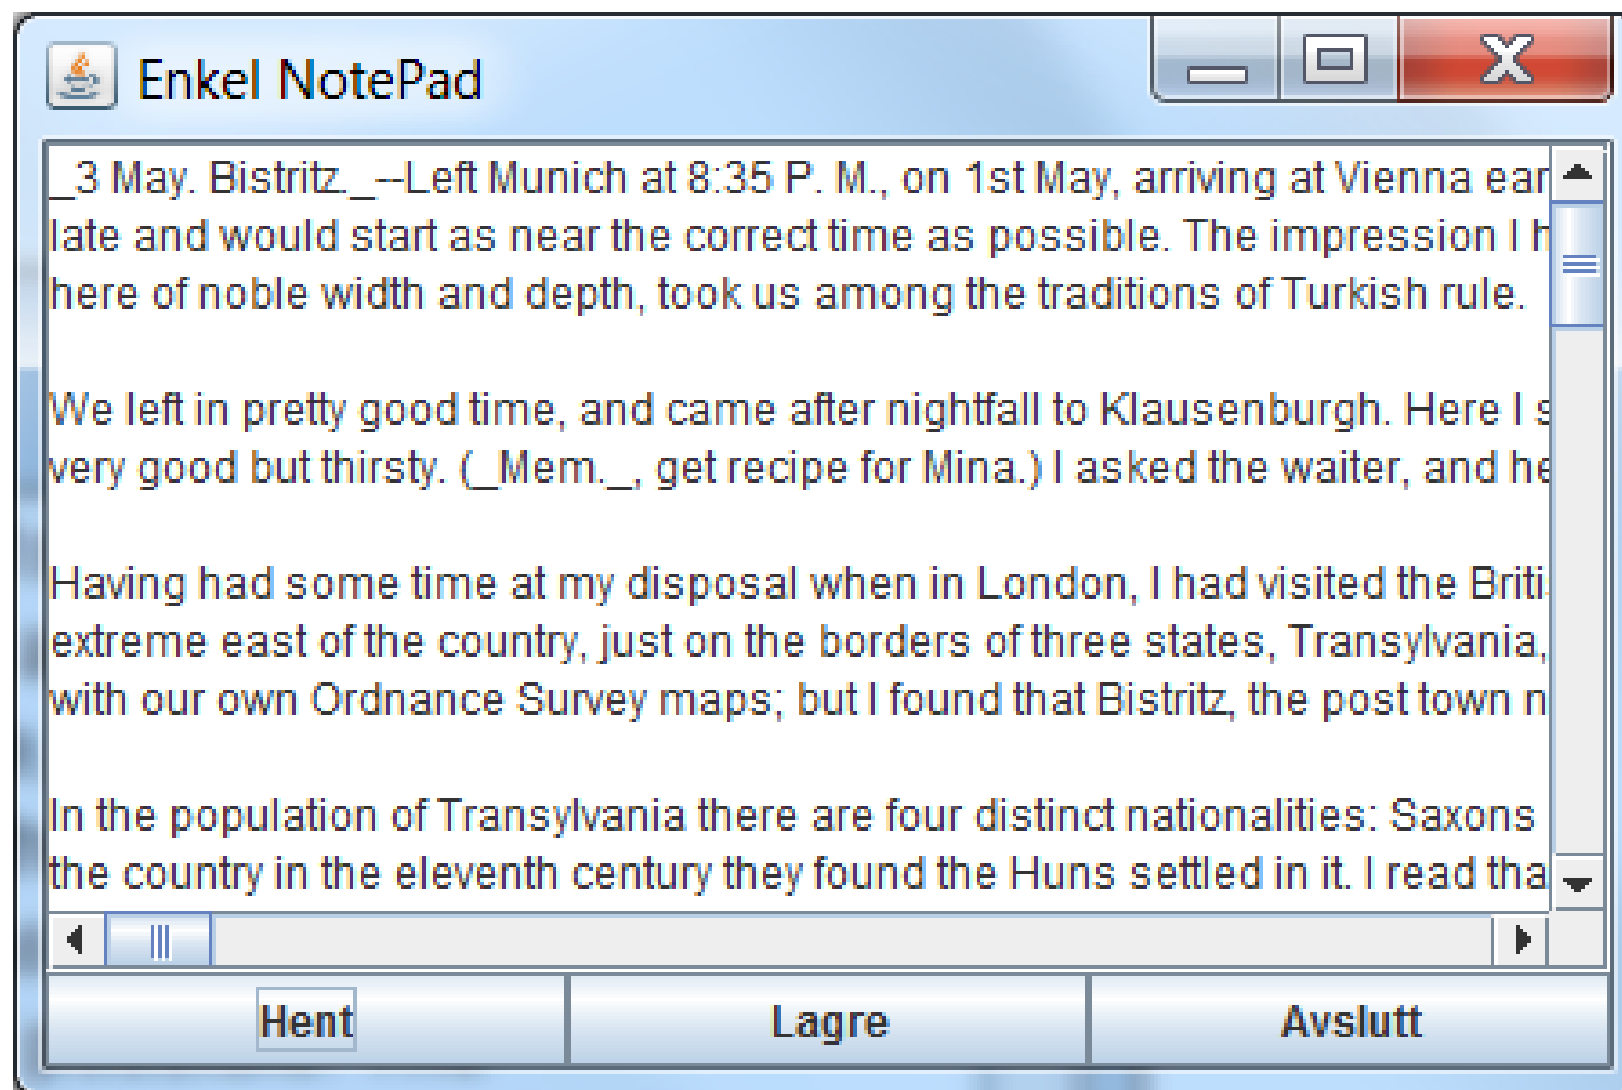 Enkel NotePad
_3 May. Bistritz._--Left Munich at 8:35 P. M., on 1st May, arriving at Vienna ear
late and would start as near the correct time as possible. The impression I h
here of noble width and depth, took us among the traditions of Turkish rule.
We left in pretty good time, and came after nightfall to Klausenburgh. Here I s
very good but thirsty. (_Mem._, get recipe for Mina.) I asked the waiter, and he
Having had some time at my disposal when in London, I had visited the Briti
extreme east of the country, just on the borders of three states, Transylvania,
with our own Ordnance Survey maps; but I found that Bistritz, the post town n
In the population of Transylvania there are four distinct nationalities: Saxons
the country in the eleventh century they found the Huns settled in it. I read tha
Hent Lagre Avslutt